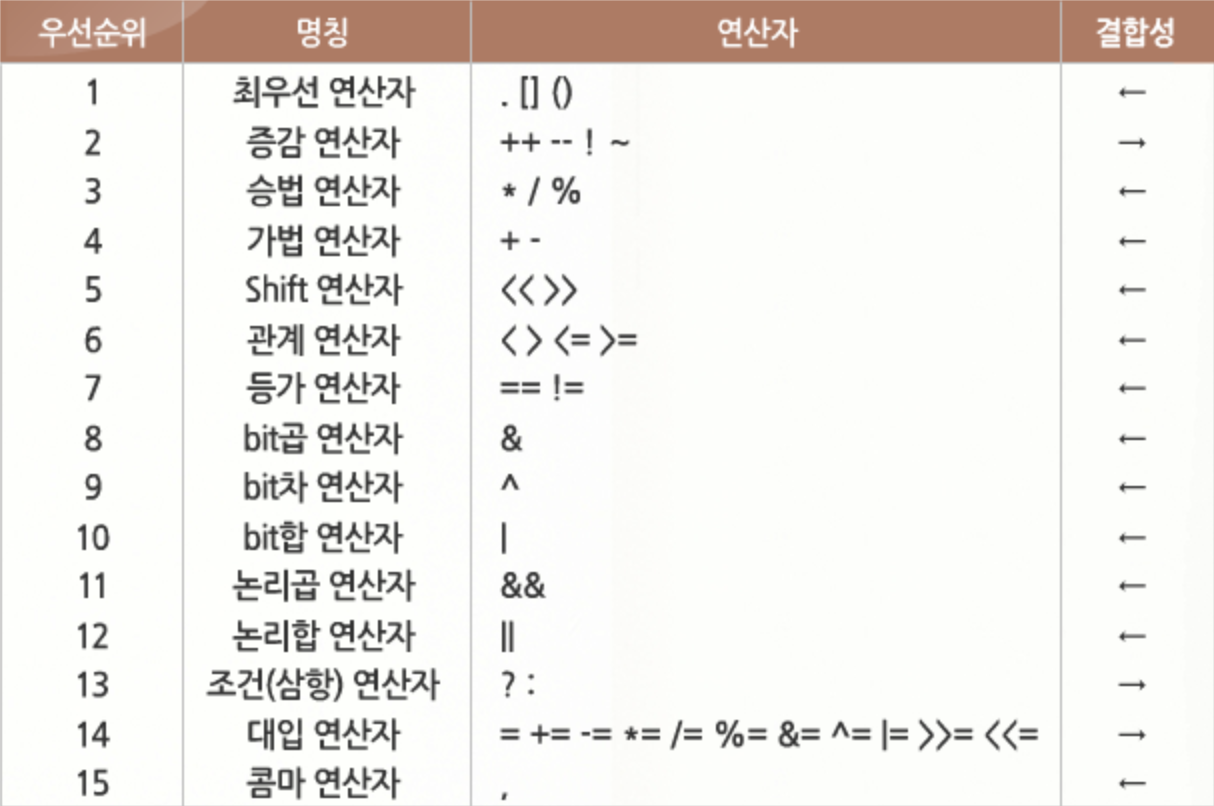 우선순위 명칭 연산자 결합성
1 최우선 연산자 . [] () ←
2 증감 연산자 ++ -- ! ~ →
3 승법 연산자 * / % ←
4 가법 연산자 + - ←
5 Shift 연산자 << >> ←
6 관계 연산자 < > <= >= ←
7 등가 연산자 == != ←
8 bit곱 연산자 & ←
9 bit차 연산자 ^ ←
10 bit합 연산자 | ←
11 논리곱 연산자 && ←
12 논리합 연산자 || ←
13 조건(삼항) 연산자 ? : →
14 대입 연산자 = += -= *= /= %= &= ^= |= >>= <<= →
15 콤마 연산자 , ←